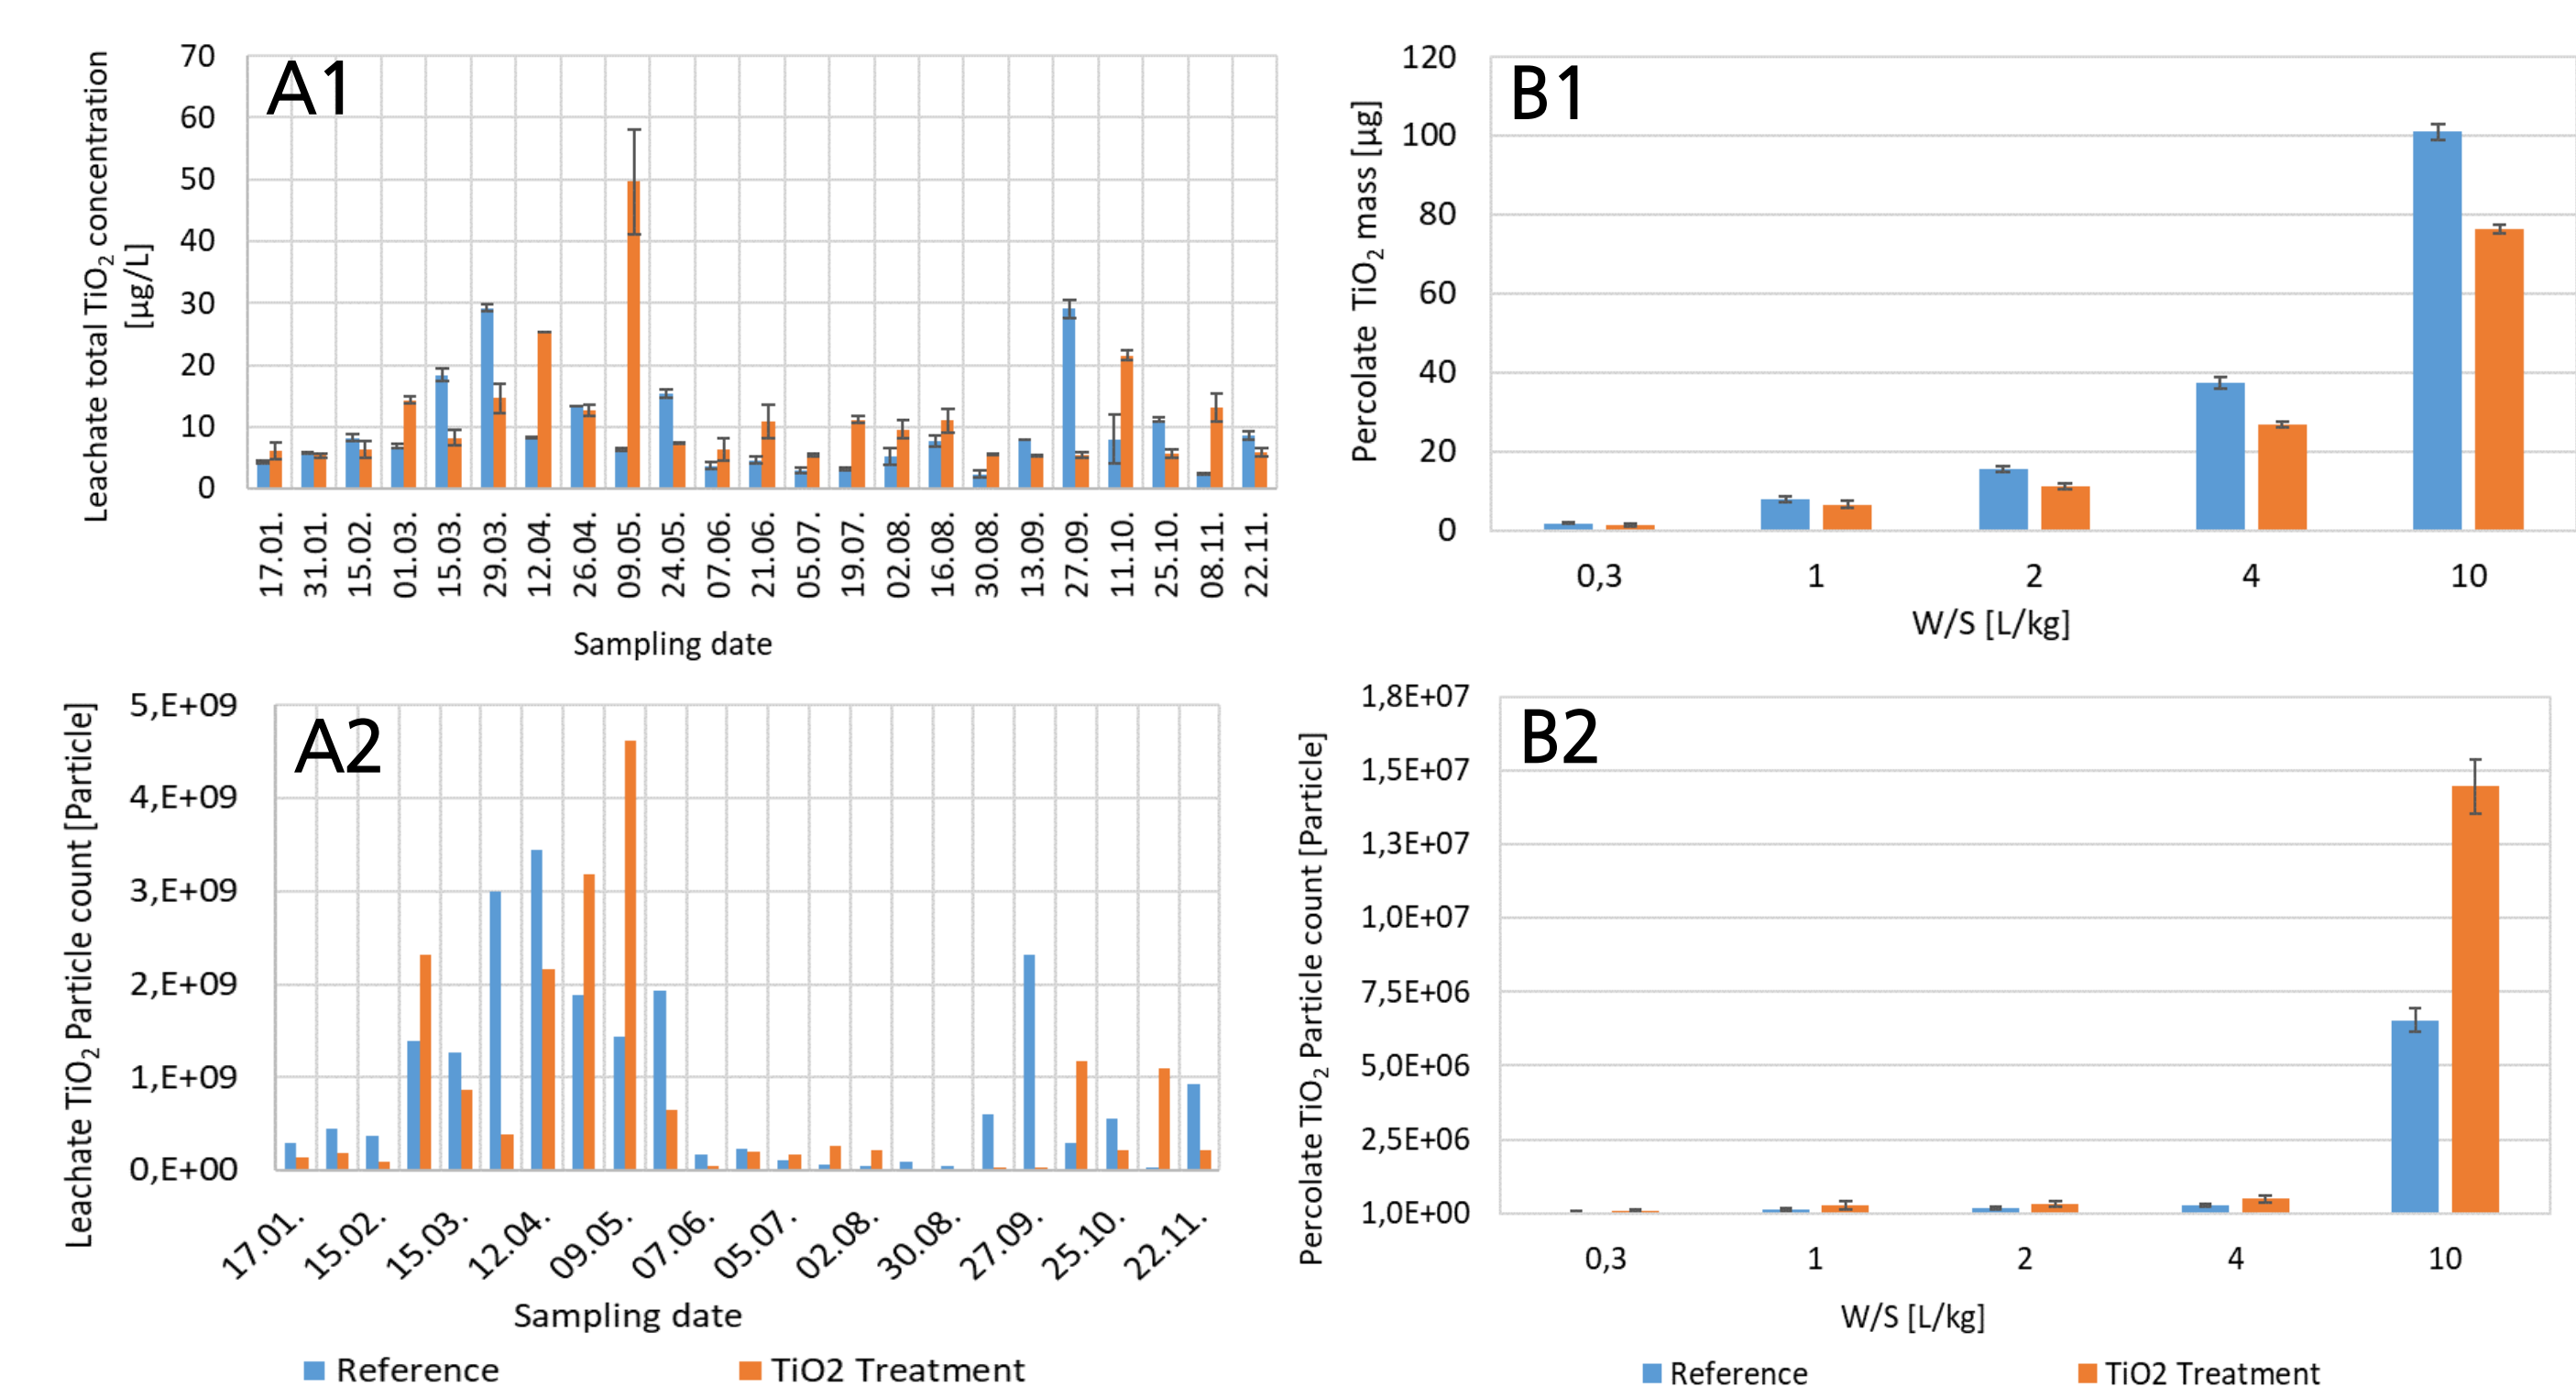 A1
Leachate total TiO₂ concentration
[µg/L]
70
60
50
40
30
20
10
0
17.01.
31.01.
15.02.
01.03.
15.03.
29.03.
12.04.
26.04.
09.05.
24.05.
07.06.
21.06.
05.07.
19.07.
02.08.
16.08.
30.08.
13.09.
27.09.
11.10.
25.10.
08.11.
22.11.
Sampling date
B1
Percolate TiO₂ mass [µg]
120
100
80
60
40
20
0
0,3
1
2
4
10
W/S [L/kg]
A2
Leachate TiO₂ Particle count [Particle]
5,E+09
4,E+09
3,E+09
2,E+09
1,E+09
0,E+00
17.01.
15.02.
15.03.
12.04.
09.05.
07.06.
05.07.
02.08.
30.08.
27.09.
25.10.
22.11.
Sampling date
Reference
TiO2 Treatment
B2
Percolate TiO₂ Particle count [Particle]
1,8E+07
1,5E+07
1,3E+07
1,0E+07
7,5E+06
5,0E+06
2,5E+06
1,0E+00
0,3
1
2
4
10
W/S [L/kg]
Reference
TiO2 Treatment